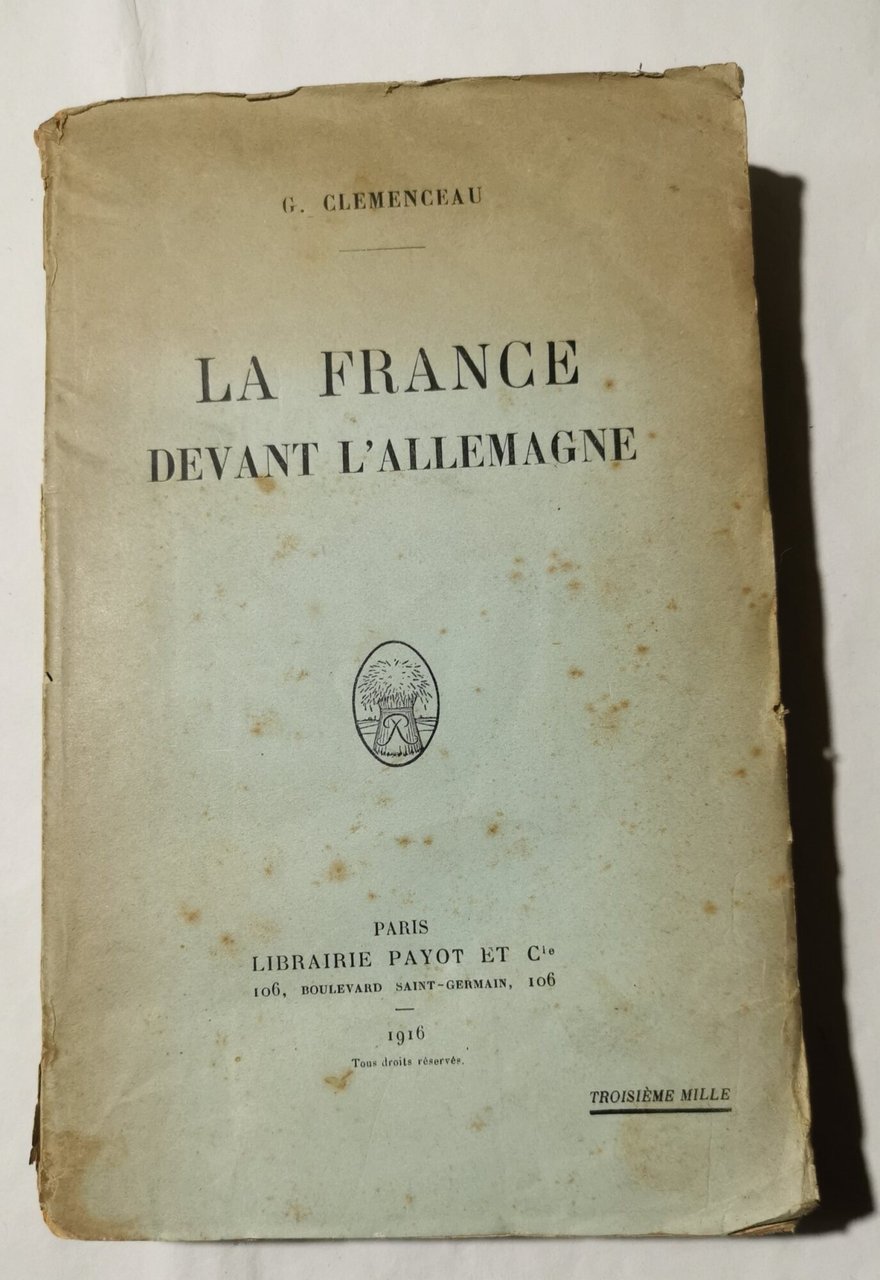 G. CLEMENCEAU
LA FRANCE
DEVANT L'ALLEMAGNE
PARIS
LIBRAIRIE PAYOT ET Cie
106, BOULEVARD SAINT-GERMAIN, 106
1916
Tous droits réservés.
TROISIÈME MILLE